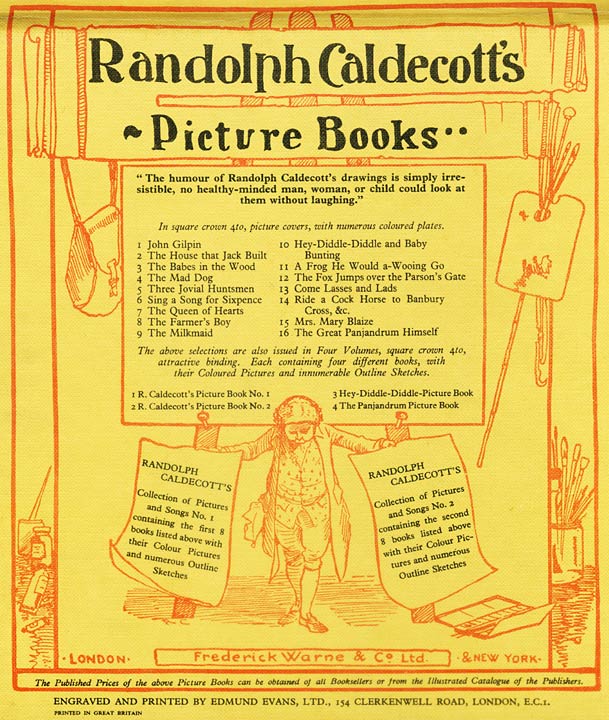 Randolph Caldecott's
~ Picture Books..
" The humour of Randolph Caldecott's drawings is simply irre-
sistible, no healthy-minded man, woman, or child could look at
them without laughing."
In square crown 4to, picture covers, with numerous coloured plates.
1 John Gilpin
2 The House that Jack Built
3 The Babes in the Wood
4 The Mad Dog
5 Three Jovial Huntsmen
6 Sing a Song for Sixpence
7 The Queen of Hearts
8 The Farmer's Boy
9 The Milkmaid
10 Hey-Diddle-Diddle and Baby
Bunting
11 A Frog He Would a-Wooing Go
12 The Fox Jumps over the Parson's Gate
13 Come Lasses and Lads
14 Ride a Cock Horse to Banbury
Cross, &c.
15 Mrs. Mary Blaize
16 The Great Panjandrum Himself
The above selections are also issued in Four Volumes, square crown 4to,
attractive binding. Each containing four different books, with
their Coloured Pictures and innumerable Outline Sketches.
1 R. Caldecott's Picture Book No. 1
2 R. Caldecott's Picture Book No. 2
3 Hey-Diddle-Diddle-Picture Book
4 The Panjandrum Picture Book
RANDOLPH
CALDECOTT'S
Collection of Pictures
and Songs No. 1
containing the first 8
books listed above with
their Colour Pictures
and numerous Outline
Sketches
RANDOLPH
CALDECOTT'S
Collection of Pictures
and Songs No. 2
containing the second
8 books listed above
with their Colour Pic-
tures and numerous
Outline Sketches
·LONDON· Frederick Warne & Co Ltd. ·& NEW YORK·
The Published Prices of the above Picture Books can be obtained of all Booksellers or from the Illustrated Catalogue of the Publishers.
ENGRAVED AND PRINTED BY EDMUND EVANS, LTD., 154 CLERKENWELL ROAD, LONDON, E.C.1.
PRINTED IN GREAT BRITAIN